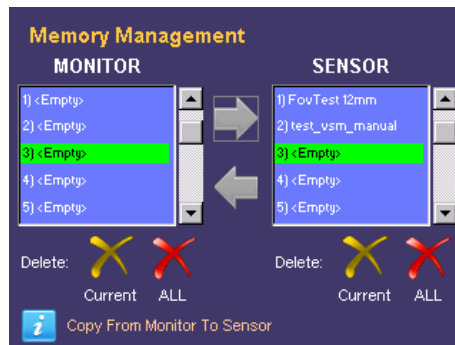 Memory Management
MONITOR
SENSOR
1) <Empty>
2) <Empty>
3) <Empty>
4) <Empty>
5) <Empty>
1) FovTest 12mm
2) test_vsm_manual
3) <Empty>
4) <Empty>
5) <Empty>
Delete:
Current
ALL
Delete:
Current
ALL
i
Copy From Monitor To Sensor